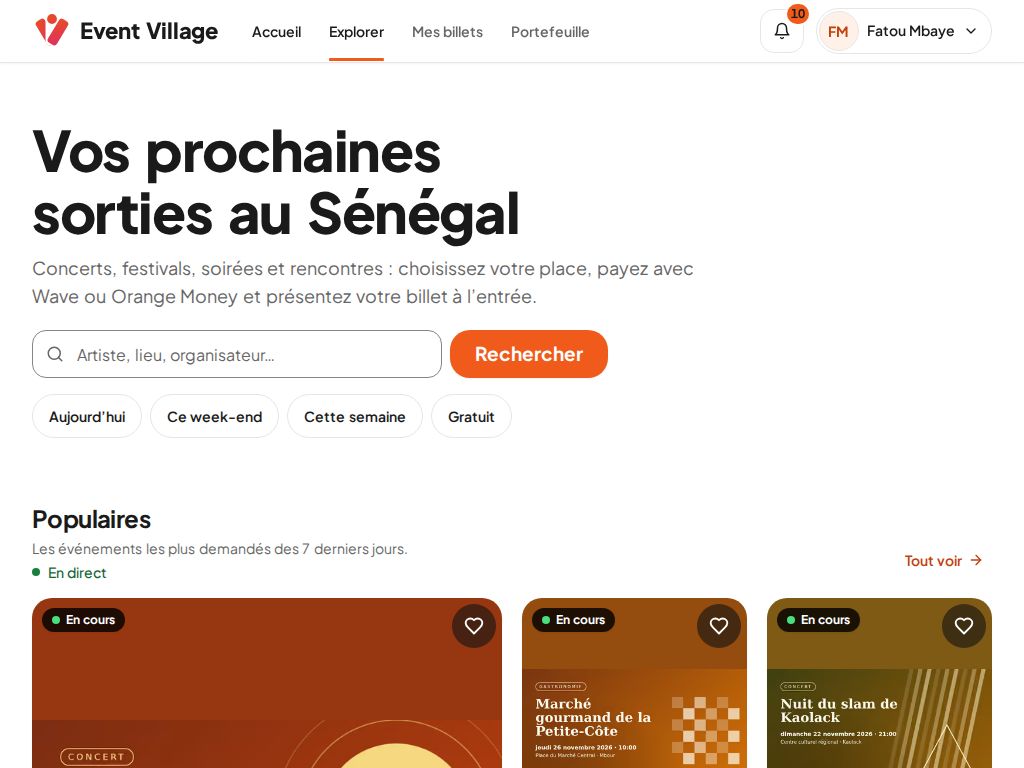 Event Village
Accueil
Explorer
Mes billets
Portefeuille
10
FM
Fatou Mbaye
Vos prochaines
sorties au Sénégal
Concerts, festivals, soirées et rencontres : choisissez votre place, payez avec
Wave ou Orange Money et présentez votre billet à l’entrée.
Artiste, lieu, organisateur…
Rechercher
Aujourd’hui
Ce week-end
Cette semaine
Gratuit
Populaires
Les événements les plus demandés des 7 derniers jours.
En direct
Tout voir
En cours
CONCERT
En cours
GASTRONOMIE
Marché
gourmand de la
Petite-Côte
jeudi 26 novembre 2026 · 10:00
Place du Marché Central · Mbour
En cours
CONCERT
Nuit du slam de
Kaolack
dimanche 22 novembre 2026 · 21:00
Centre culturel régional · Kaolack